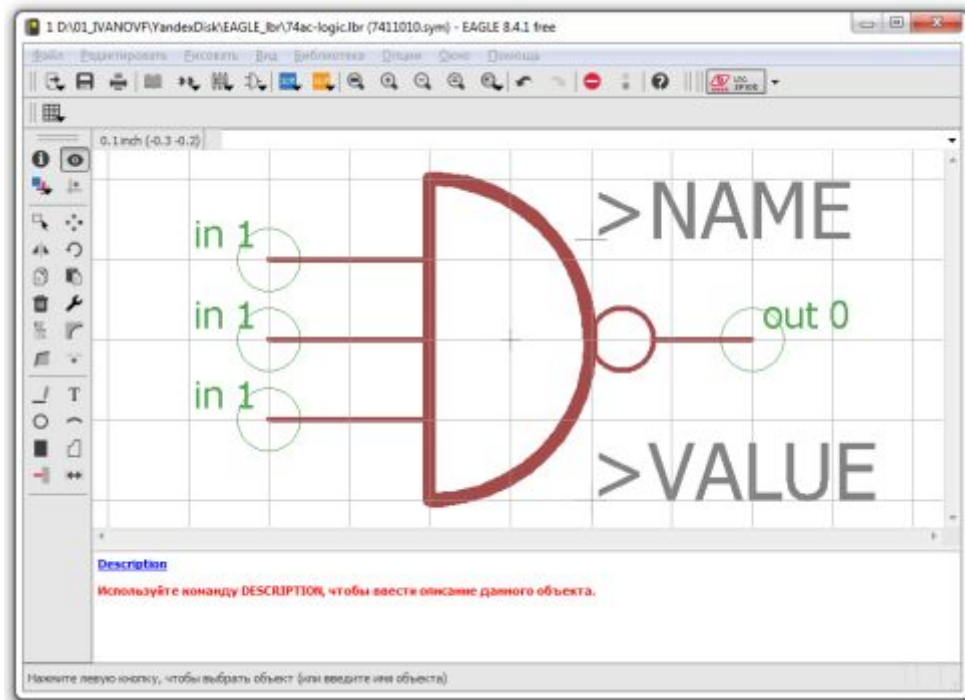 1 D:\01_IVANOVF\YandexDisk\EAGLE_lbr\74ac-logic.lbr (7411010.sym) - EAGLE 8.4.1 free
Файл Редактировать Рисовать Вид Библиотека Опции Окно Помощь
0.1 inch (-0.3 -0.2)
>NAME
in 1
in 1
out 0
in 1
>VALUE
Description
Используйте команду DESCRIPTION, чтобы ввести описание данного объекта.
Нажмите левую кнопку, чтобы выбрать объект (или введите имя объекта)